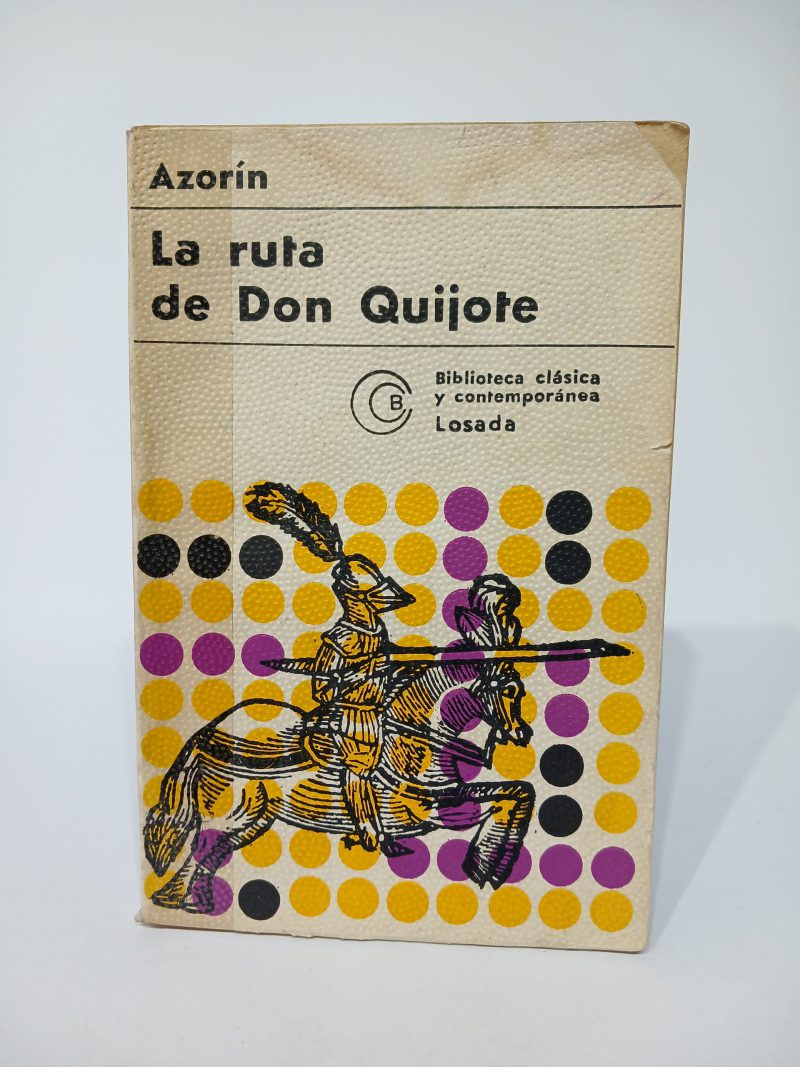 Azorín
La ruta
de Don Quijote
B
Biblioteca clásica
y contemporánea
Losada